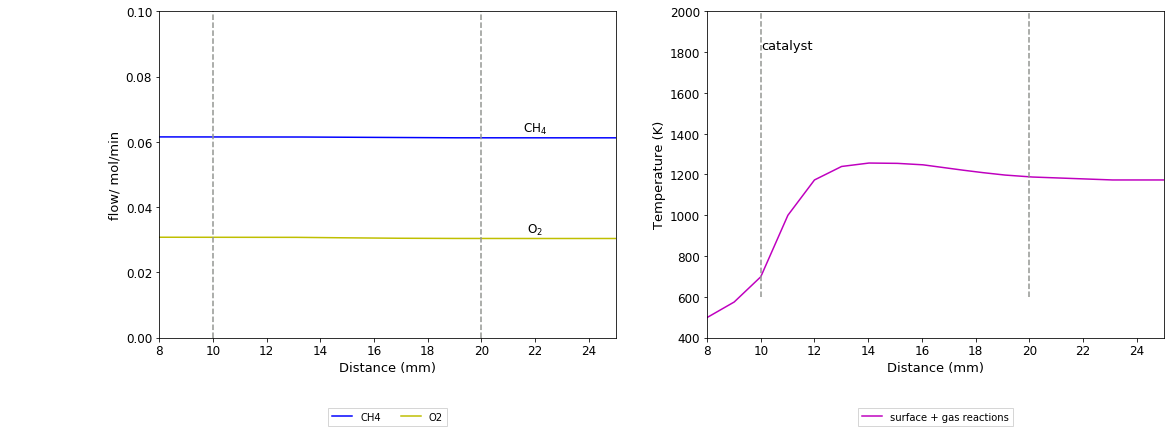 0.10
0.08
0.06
0.04
0.02
0.00
flow/ mol/min
CH4
O2
8 10 12 14 16 18 20 22 24
Distance (mm)
CH4 O2
2000
1800
1600
1400
1200
1000
800
600
400
Temperature (K)
catalyst
8 10 12 14 16 18 20 22 24
Distance (mm)
surface + gas reactions